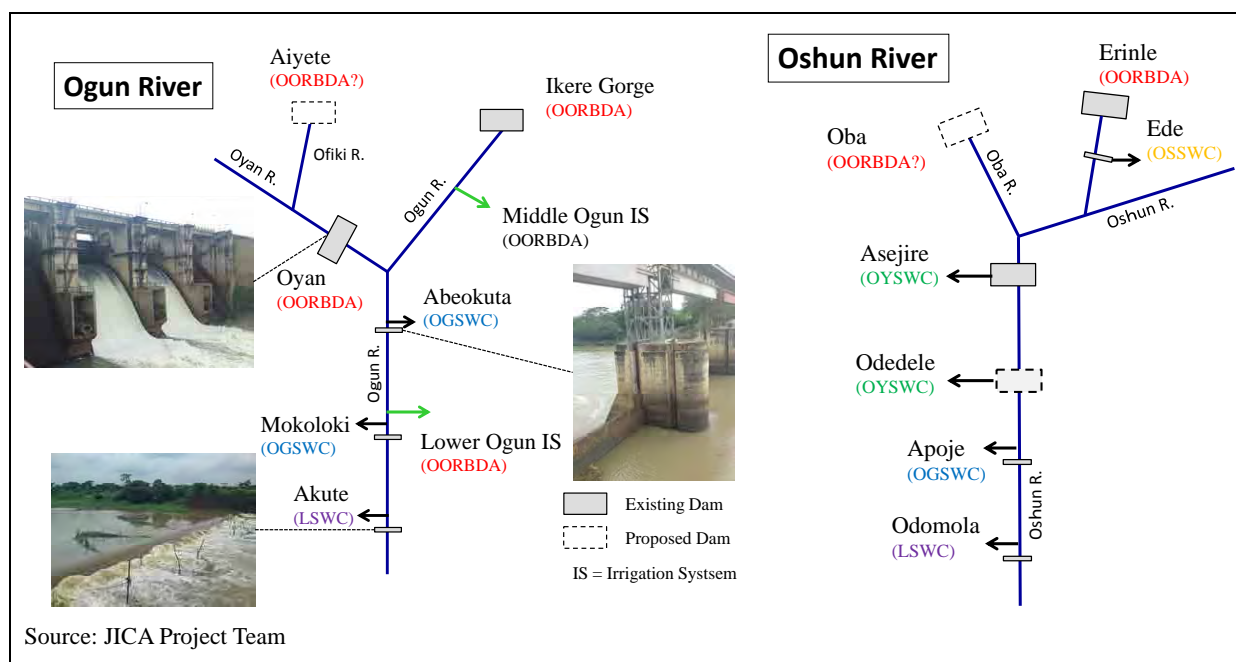 Ogun River
Aiyete
(OORBDA?)
Oyan R.
Ofiki R.
Ikere Gorge
(OORBDA)
Ogun R.
Middle Ogun IS
(OORBDA)
Oyan
(OORBDA)
Abeokuta
(OGSWC)
Ogun R.
Mokoloki
(OGSWC)
Lower Ogun IS
(OORBDA)
Akute
(LSWC)
Existing Dam
Proposed Dam
IS = Irrigation Systsem
Oshun River
Erinle
(OORBDA)
Oba
(OORBDA?)
Oba R.
Ede
(OSSWC)
Oshun R.
Asejire
(OYSWC)
Odedele
(OYSWC)
Apoje
(OGSWC)
Oshun R.
Odomola
(LSWC)
Source: JICA Project Team